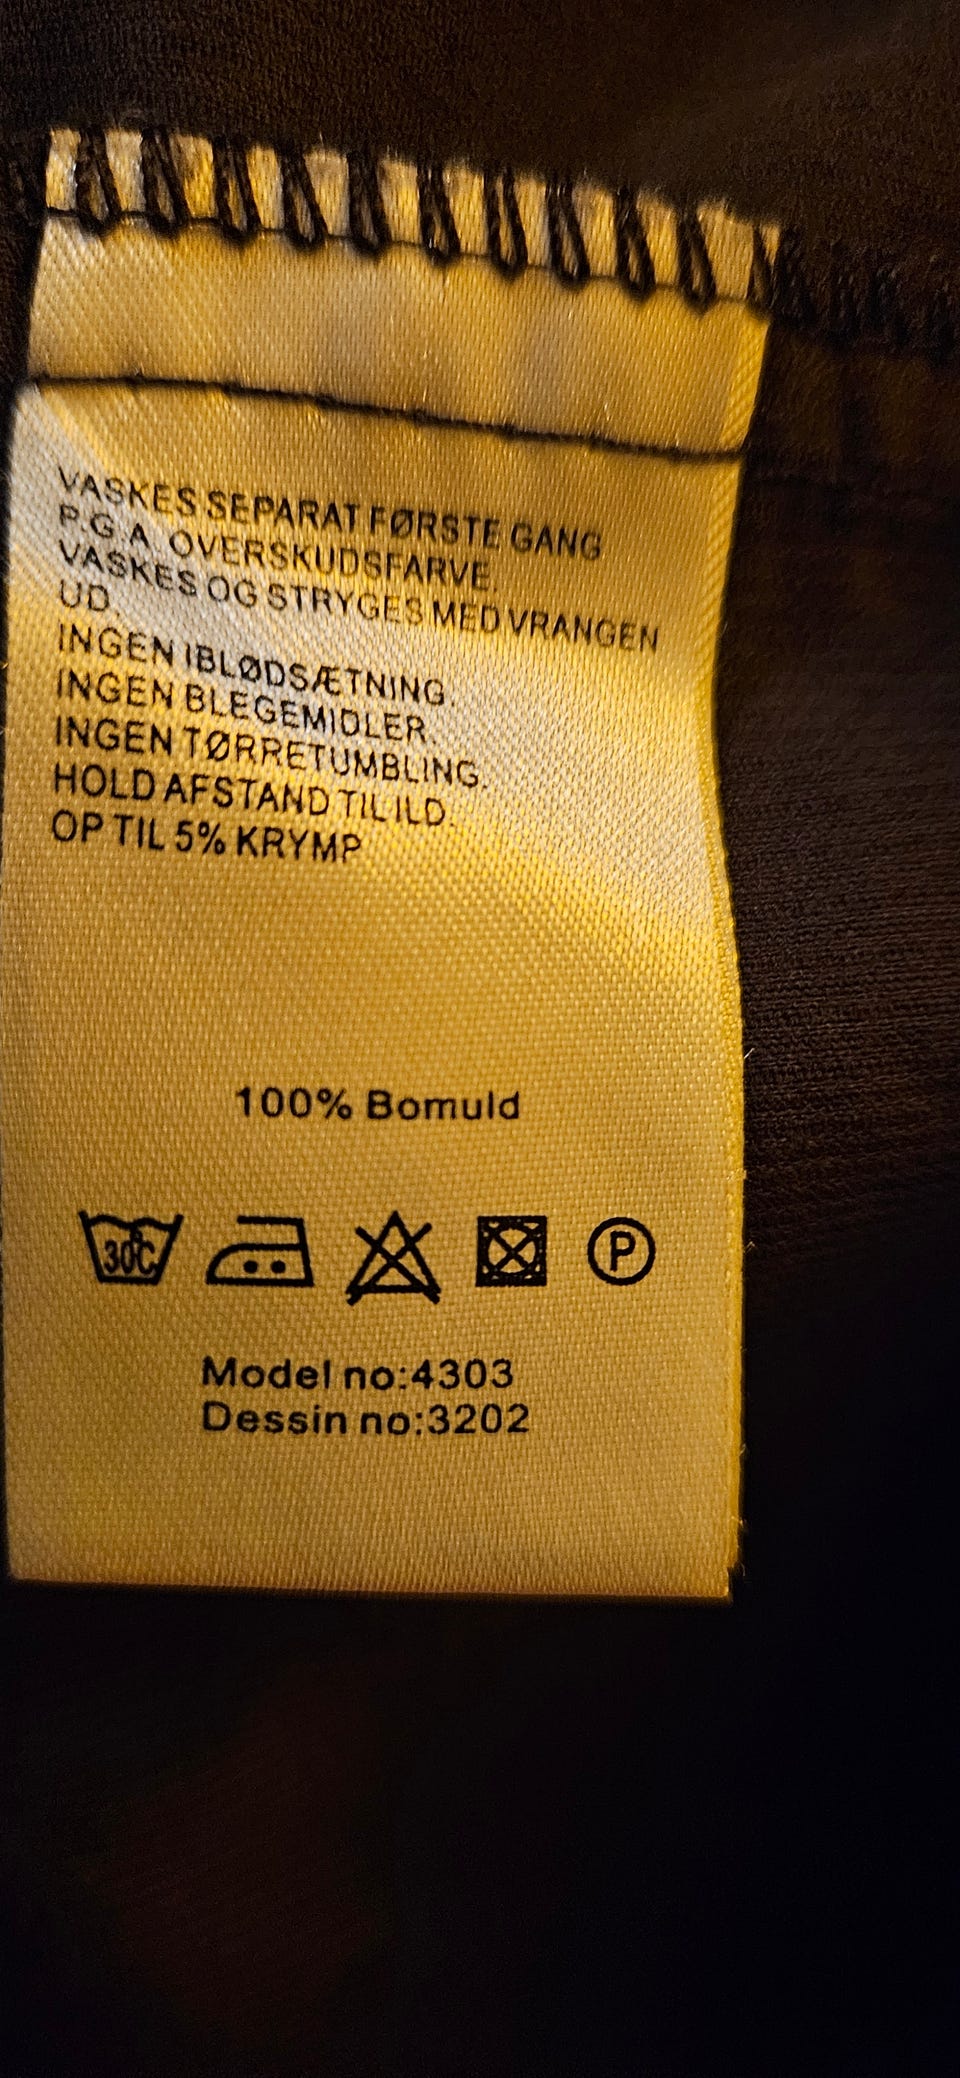 VASKES SEPARAT FØRSTE GANG
P.G.A. OVERSKUDSFARVE.
VASKES OG STRYGES MED VRANGEN
UD.
INGEN IBLØDSÆTNING.
INGEN BLEGEMIDLER.
INGEN TØRRETUMBLING.
HOLD AFSTAND TIL ILD.
OP TIL 5% KRYMP
100% Bomuld
30°C P
Model no:4303
Dessin no:3202